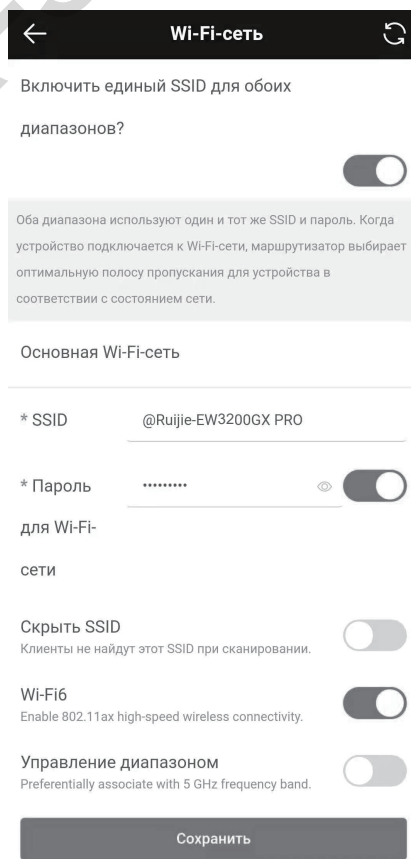 Wi-Fi-сеть
Включить единый SSID для обоих
диапазонов?
Оба диапазона используют один и тот же SSID и пароль. Когда
устройство подключается к Wi-Fi-сети, маршрутизатор выбирает
оптимальную полосу пропускания для устройства в
соответствии с состоянием сети.
Основная Wi-Fi-сеть
* SSID @Ruijie-EW3200GX PRO
* Пароль •••••••••
для Wi-Fi-
сети
Скрыть SSID
Клиенты не найдут этот SSID при сканировании.
Wi-Fi6
Enable 802.11ax high-speed wireless connectivity.
Управление диапазоном
Preferentially associate with 5 GHz frequency band.
Сохранить